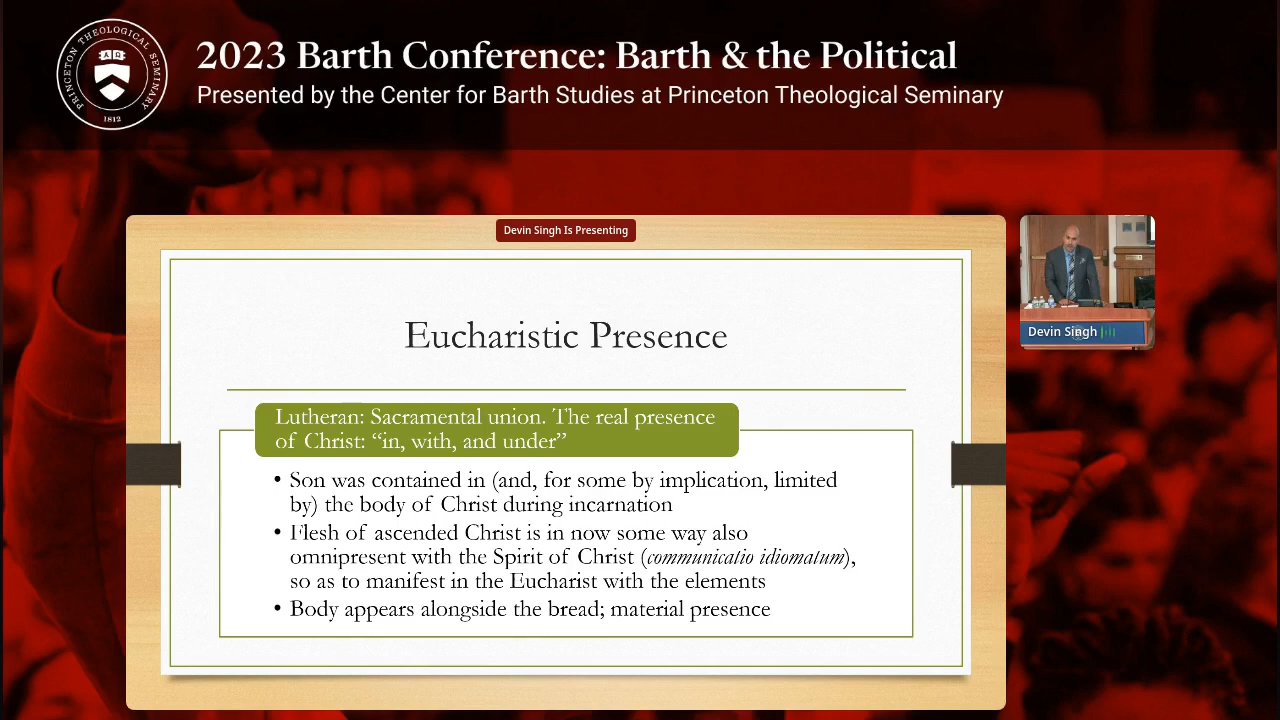 PRINCETON THEOLOGICAL SEMINARY
1812
2023 Barth Conference: Barth & the Political
Presented by the Center for Barth Studies at Princeton Theological Seminary
Devin Singh Is Presenting
Devin Singh
Eucharistic Presence
Lutheran: Sacramental union. The real presence
of Christ: “in, with, and under”
• Son was contained in (and, for some by implication, limited
by) the body of Christ during incarnation
• Flesh of ascended Christ is in now some way also
omnipresent with the Spirit of Christ (communicatio idiomatum),
so as to manifest in the Eucharist with the elements
• Body appears alongside the bread; material presence